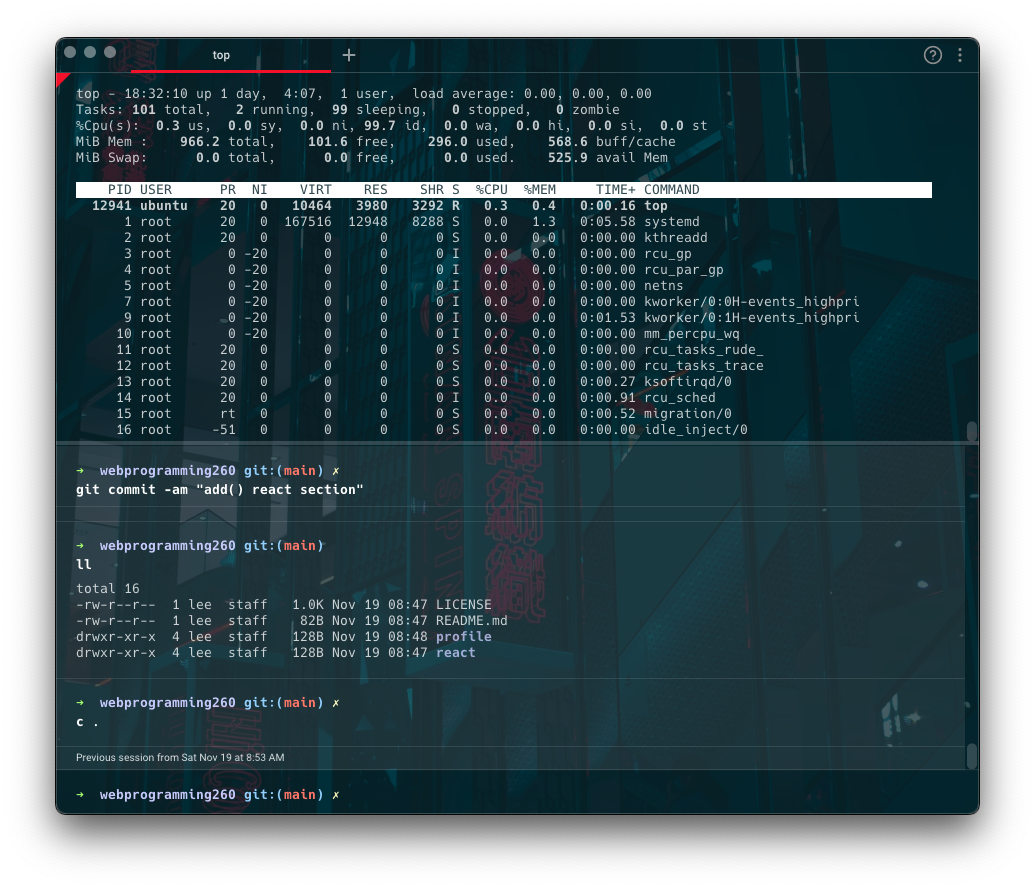 top
top - 18:32:10 up 1 day,  4:07,  1 user,  load average: 0.00, 0.00, 0.00
Tasks: 101 total,   2 running,  99 sleeping,   0 stopped,   0 zombie
%Cpu(s):  0.3 us,  0.0 sy,  0.0 ni, 99.7 id,  0.0 wa,  0.0 hi,  0.0 si,  0.0 st
MiB Mem :    966.2 total,    101.6 free,    296.0 used,    568.6 buff/cache
MiB Swap:      0.0 total,      0.0 free,      0.0 used.    525.9 avail Mem
PID USER      PR  NI    VIRT    RES    SHR S  %CPU  %MEM     TIME+ COMMAND
12941 ubuntu    20   0   10464   3980   3292 R   0.3   0.4   0:00.16 top
1 root      20   0  167516  12948   8288 S   0.0   1.3   0:05.58 systemd
2 root      20   0       0      0      0 S   0.0   0.0   0:00.00 kthreadd
3 root       0 -20       0      0      0 I   0.0   0.0   0:00.00 rcu_gp
4 root       0 -20       0      0      0 I   0.0   0.0   0:00.00 rcu_par_gp
5 root       0 -20       0      0      0 I   0.0   0.0   0:00.00 netns
7 root       0 -20       0      0      0 I   0.0   0.0   0:00.00 kworker/0:0H-events_highpri
9 root       0 -20       0      0      0 I   0.0   0.0   0:01.53 kworker/0:1H-events_highpri
10 root       0 -20       0      0      0 I   0.0   0.0   0:00.00 mm_percpu_wq
11 root      20   0       0      0      0 S   0.0   0.0   0:00.00 rcu_tasks_rude_
12 root      20   0       0      0      0 S   0.0   0.0   0:00.00 rcu_tasks_trace
13 root      20   0       0      0      0 S   0.0   0.0   0:00.27 ksoftirqd/0
14 root      20   0       0      0      0 I   0.0   0.0   0:00.91 rcu_sched
15 root      rt   0       0      0      0 S   0.0   0.0   0:00.52 migration/0
16 root     -51   0       0      0      0 S   0.0   0.0   0:00.00 idle_inject/0
➜  webprogramming260 git:(main) ✗
git commit -am "add() react section"
➜  webprogramming260 git:(main)
ll
total 16
-rw-r--r--  1 lee  staff   1.0K Nov 19 08:47 LICENSE
-rw-r--r--  1 lee  staff    82B Nov 19 08:47 README.md
drwxr-xr-x  4 lee  staff   128B Nov 19 08:48 profile
drwxr-xr-x  4 lee  staff   128B Nov 19 08:47 react
➜  webprogramming260 git:(main) ✗
c .
Previous session from Sat Nov 19 at 8:53 AM
➜  webprogramming260 git:(main) ✗